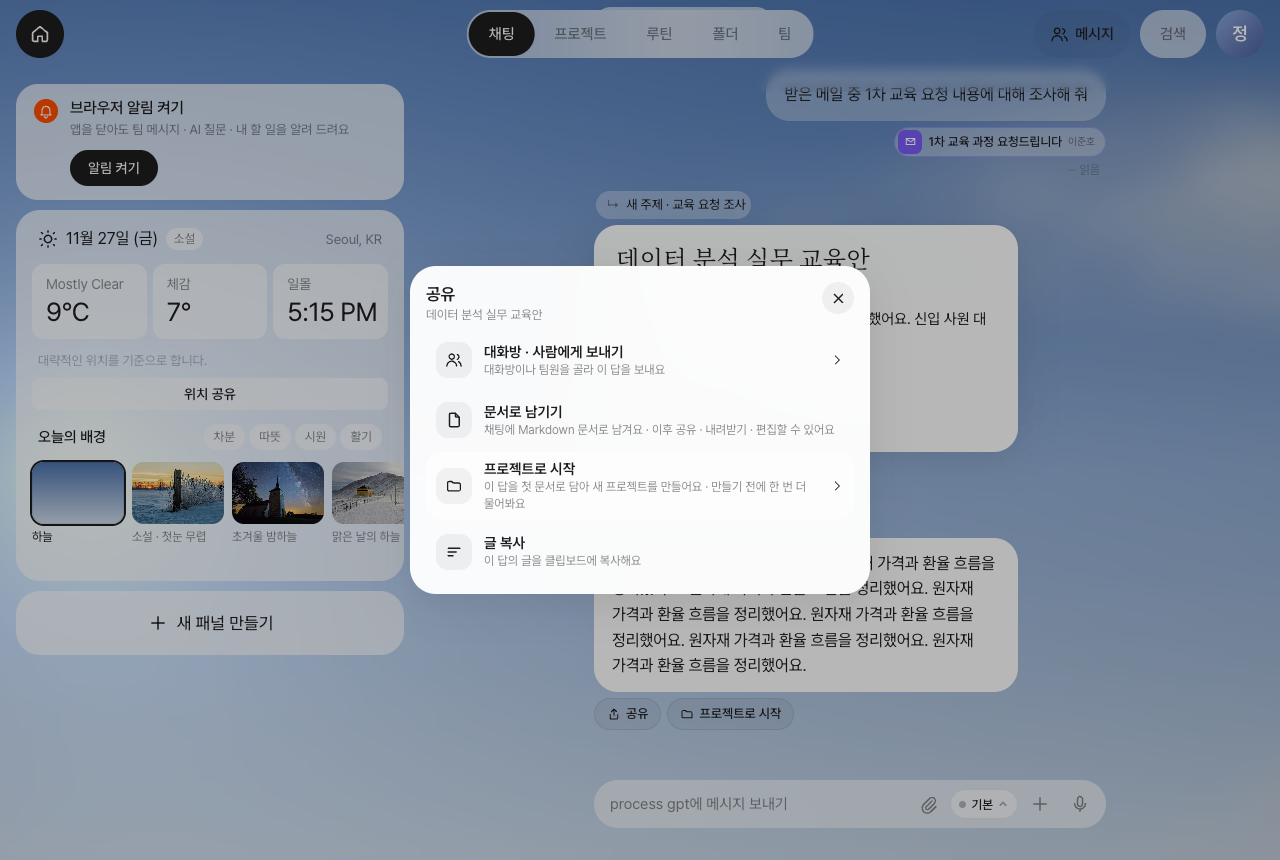 채팅
프로젝트
루틴
폴더
팀
메시지
검색
정
브라우저 알림 켜기
앱을 닫아도 팀 메시지 · AI 질문 · 내 할 일을 알려 드려요
알림 켜기
11월 27일 (금)
소설
Seoul, KR
Mostly Clear
9°C
체감
7°
일몰
5:15 PM
대략적인 위치를 기준으로 합니다.
위치 공유
오늘의 배경
차분
따뜻
시원
활기
하늘
소설 · 첫눈 무렵
초겨울 밤하늘
맑은 날의 하늘
새 패널 만들기
받은 메일 중 1차 교육 요청 내용에 대해 조사해 줘
1차 교육 과정 요청드립니다 이준호
읽음
새 주제 · 교육 요청 조사
데이터 분석 실무 교육안
했어요. 신입 사원 대
공유
데이터 분석 실무 교육안
대화방 · 사람에게 보내기
대화방이나 팀원을 골라 이 답을 보내요
문서로 남기기
채팅에 Markdown 문서로 남겨요 · 이후 공유 · 내려받기 · 편집할 수 있어요
프로젝트로 시작
이 답을 첫 문서로 담아 새 프로젝트를 만들어요 · 만들기 전에 한 번 더
물어봐요
글 복사
이 답의 글을 클립보드에 복사해요
가격과 환율 흐름을
정리했어요. 원자재
가격과 환율 흐름을 정리했어요. 원자재 가격과 환율 흐름을
정리했어요. 원자재 가격과 환율 흐름을 정리했어요. 원자재
가격과 환율 흐름을 정리했어요.
공유
프로젝트로 시작
process gpt에 메시지 보내기
기본